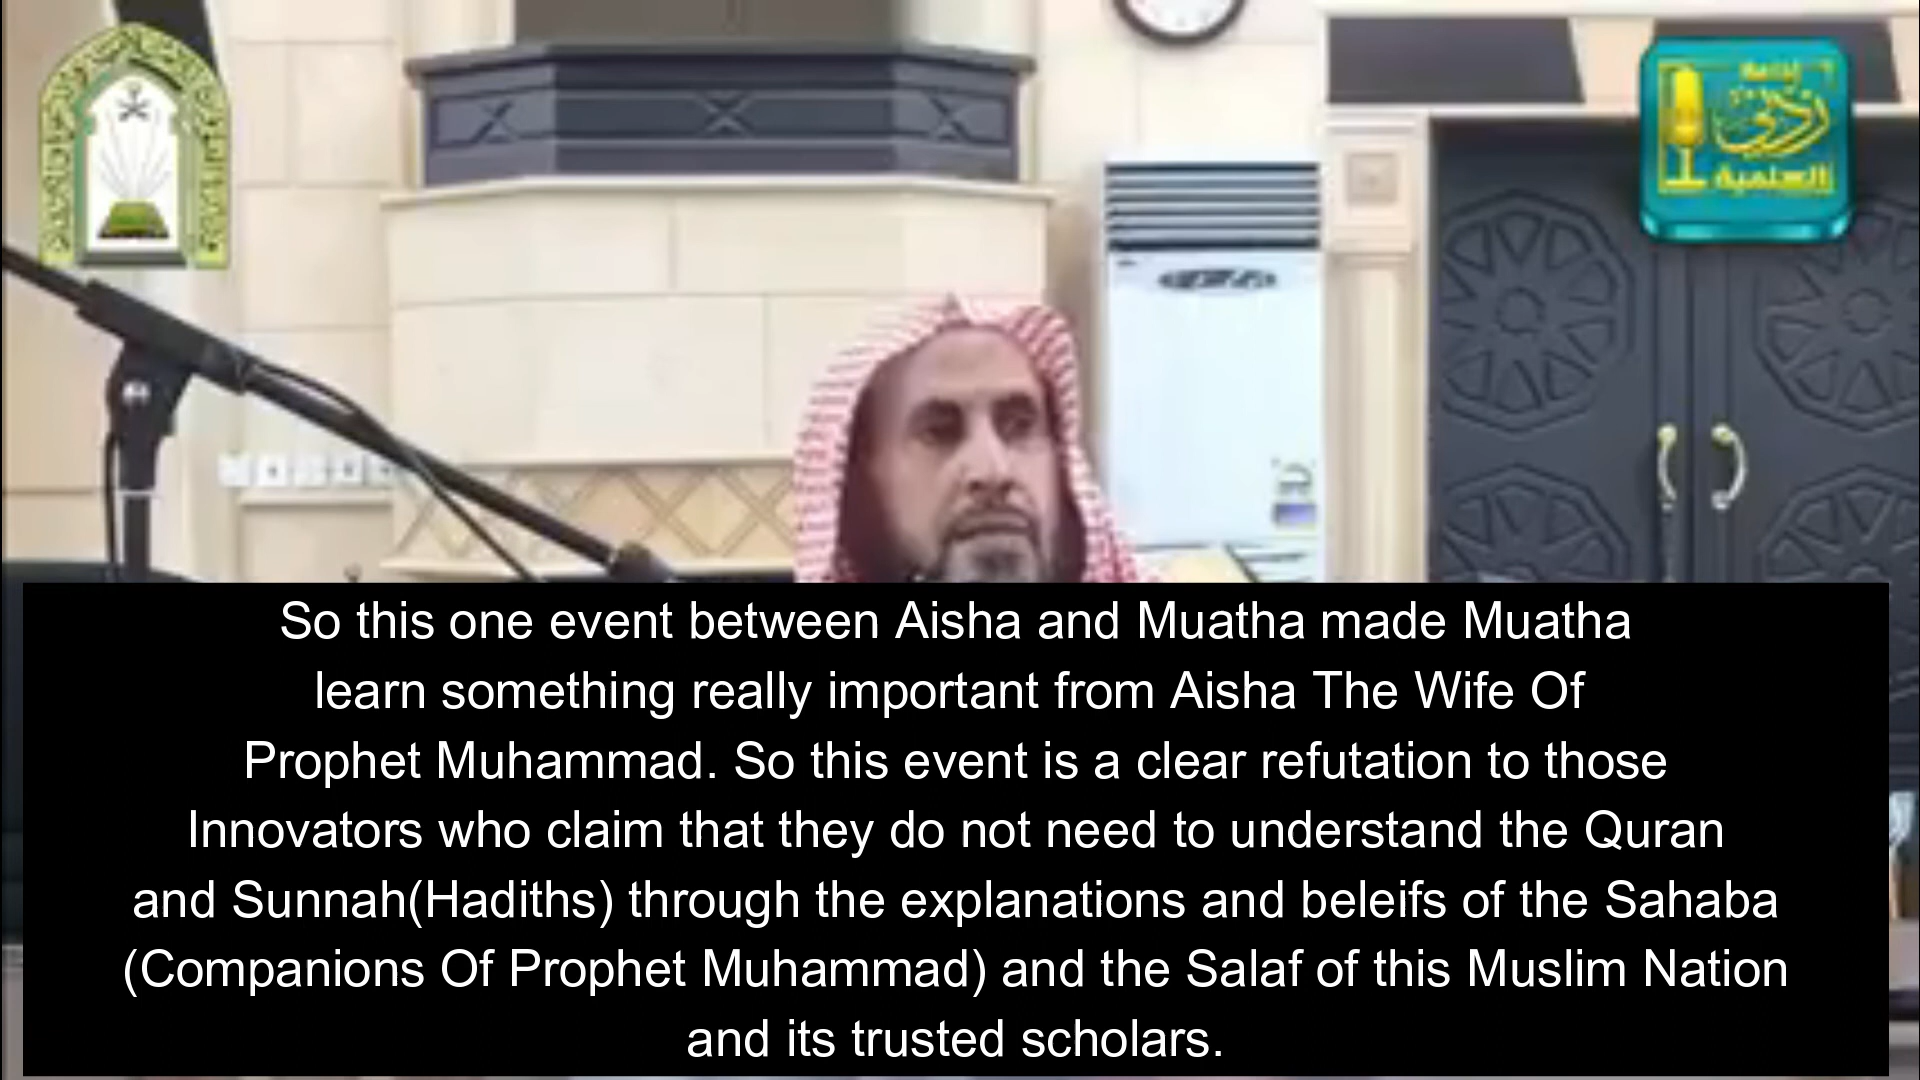 إذاعة
العلمية
So this one event between Aisha and Muatha made Muatha
learn something really important from Aisha The Wife Of
Prophet Muhammad. So this event is a clear refutation to those
Innovators who claim that they do not need to understand the Quran
and Sunnah(Hadiths) through the explanations and beleifs of the Sahaba
(Companions Of Prophet Muhammad) and the Salaf of this Muslim Nation
and its trusted scholars.